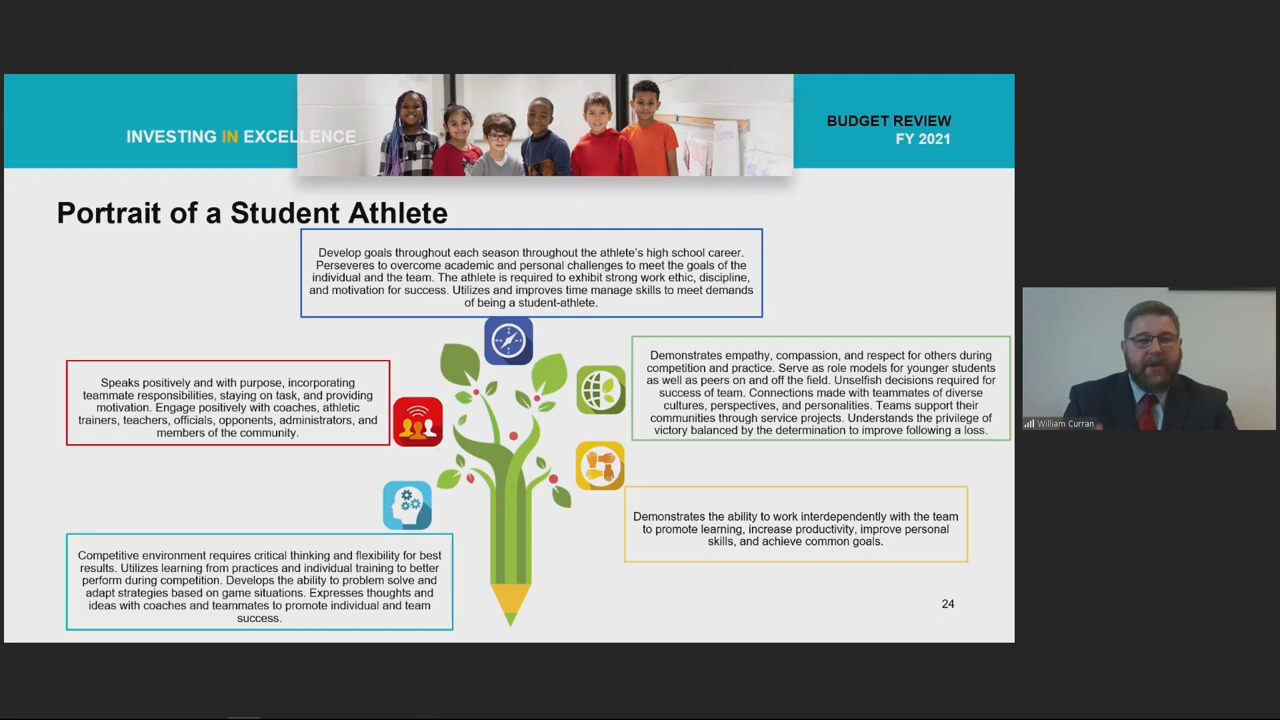 INVESTING IN EXCELLENCE
BUDGET REVIEW
FY 2021
Portrait of a Student Athlete
Develop goals throughout each season throughout the athlete's high school career.
Perseveres to overcome academic and personal challenges to meet the goals of the
individual and the team. The athlete is required to exhibit strong work ethic, discipline,
and motivation for success. Utilizes and improves time manage skills to meet demands
of being a student-athlete.
Speaks positively and with purpose, incorporating
teammate responsibilities, staying on task, and providing
motivation. Engage positively with coaches, athletic
trainers, teachers, officials, opponents, administrators, and
members of the community.
Demonstrates empathy, compassion, and respect for others during
competition and practice. Serve as role models for younger students
as well as peers on and off the field. Unselfish decisions required for
success of team. Connections made with teammates of diverse
cultures, perspectives, and personalities. Teams support their
communities through service projects. Understands the privilege of
victory balanced by the determination to improve following a loss.
Demonstrates the ability to work interdependently with the team
to promote learning, increase productivity, improve personal
skills, and achieve common goals.
Competitive environment requires critical thinking and flexibility for best
results. Utilizes learning from practices and individual training to better
perform during competition. Develops the ability to problem solve and
adapt strategies based on game situations. Expresses thoughts and
ideas with coaches and teammates to promote individual and team
success.
24
William Curran